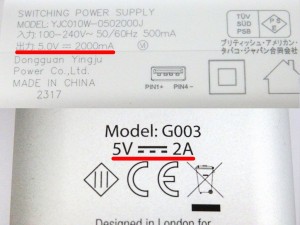 SWITCHING POWER SUPPLY
MODEL: YJC010W-0502000J
入力:100-240V~ 50/60Hz 500mA
出力:5.0V⎓2000mA
Dongguan Yingju
Power Co.,Ltd.
MADE IN CHINA
2317
PIN1+ PIN4-
TÜV
SÜD
PSB
PS
E
ブリティッシュ・アメリカン・
タバコ・ジャパン合同会社
Model: G003
5V⎓2A
CE
Designed in London for